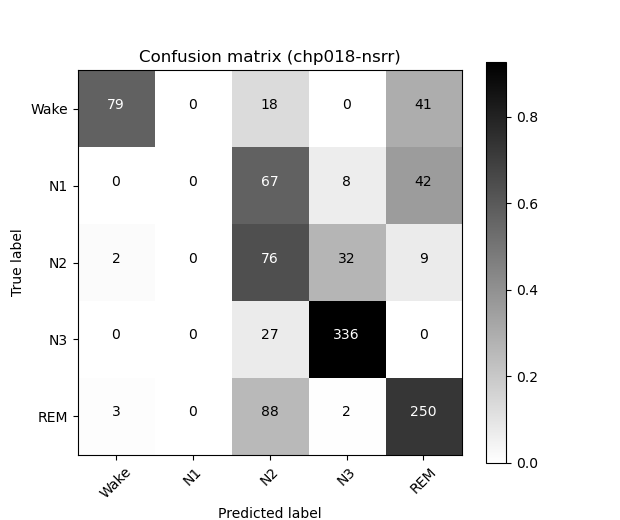 Confusion matrix (chp018-nsrr)
True label
Wake 79 0 18 0 41
N1 0 0 67 8 42
N2 2 0 76 32 9
N3 0 0 27 336 0
REM 3 0 88 2 250
Wake N1 N2 N3 REM
Predicted label
0.8
0.6
0.4
0.2
0.0